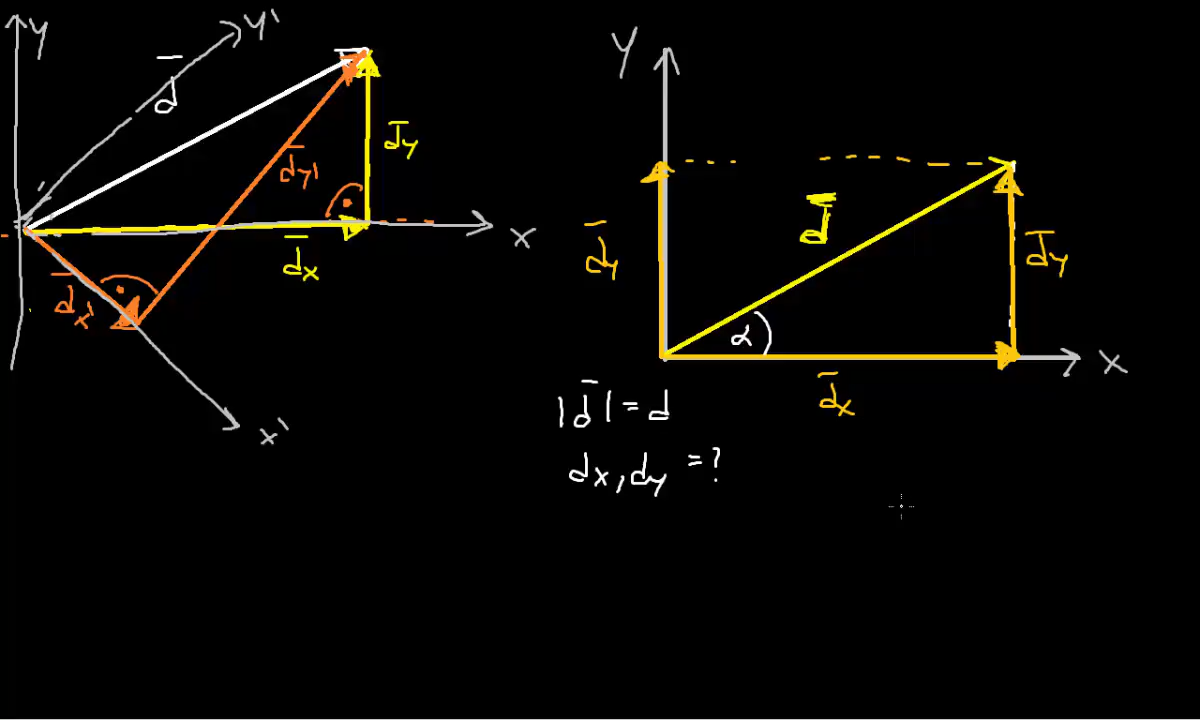 y
y'
d̄
d̄y
d̄y'
x
d̄x
d̄x'
x'
y
d̄
d̄y
d̄y
α
x
d̄x
|d̄| = d
dx, dy = ?